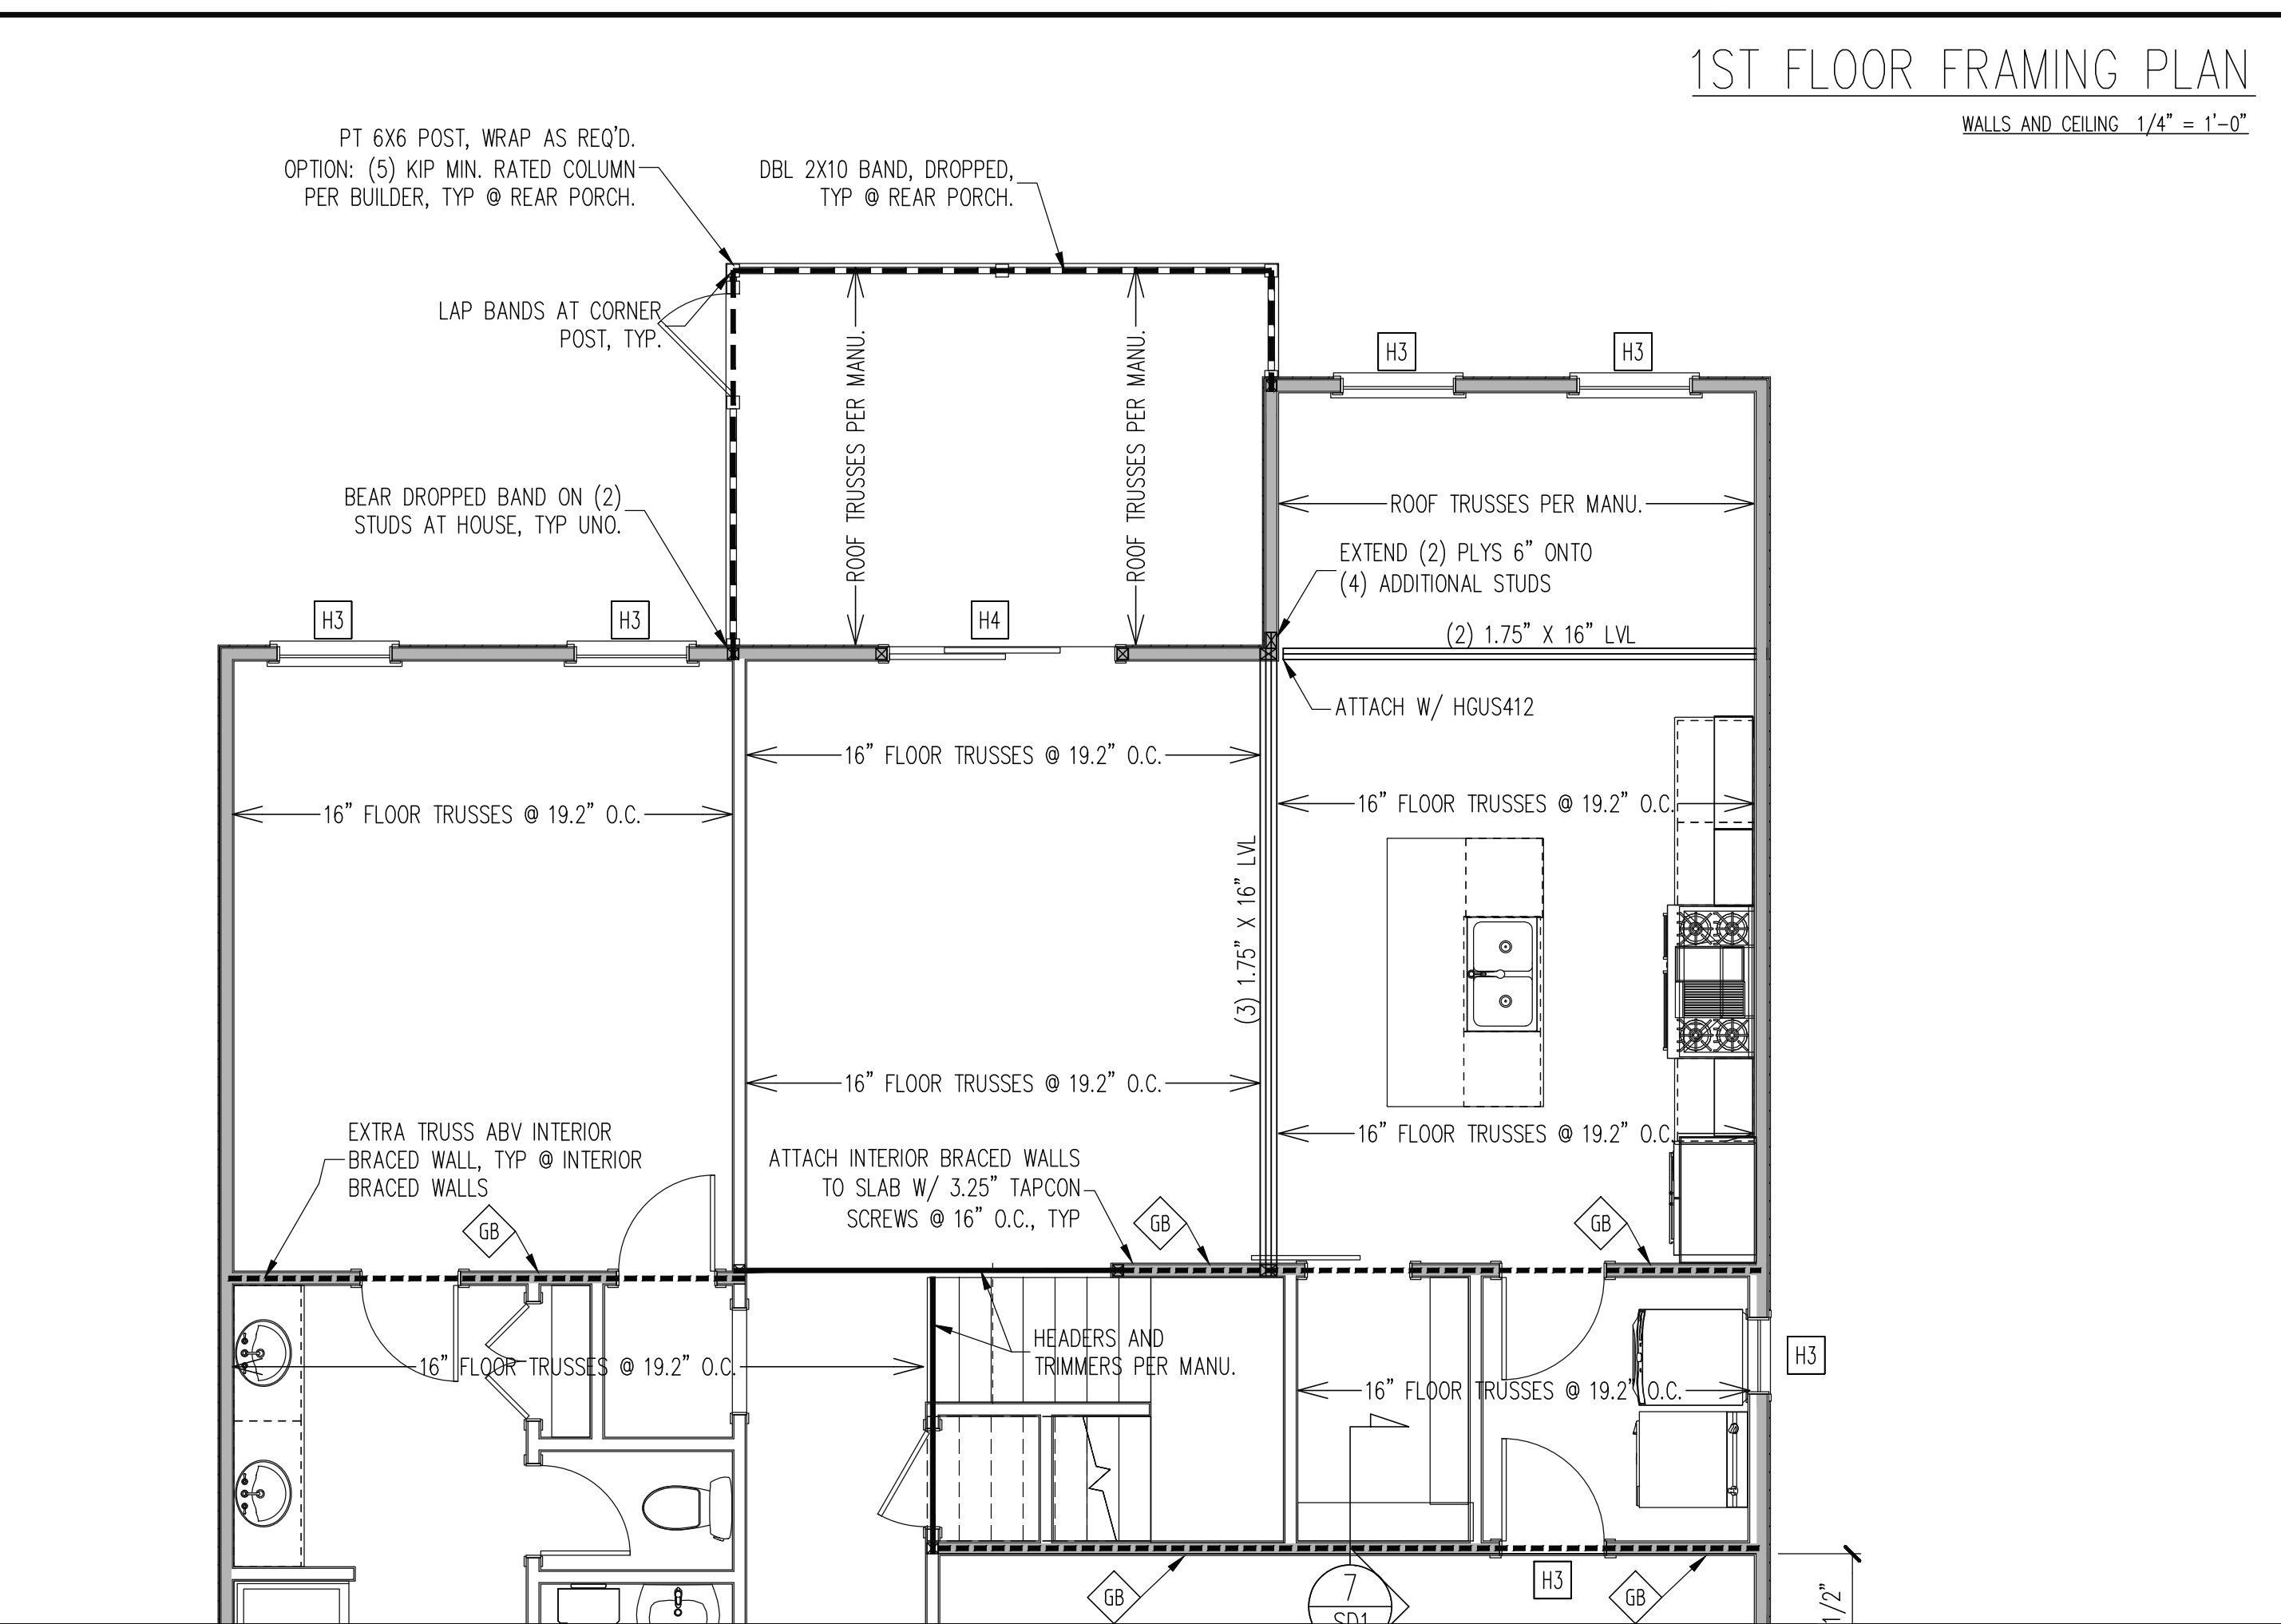 1ST FLOOR FRAMING PLAN
WALLS AND CEILING 1/4" = 1'-0"
PT 6X6 POST, WRAP AS REQ'D.
OPTION: (5) KIP MIN. RATED COLUMN
PER BUILDER, TYP @ REAR PORCH.
DBL 2X10 BAND, DROPPED,
TYP @ REAR PORCH.
LAP BANDS AT CORNER
POST, TYP.
ROOF TRUSSES PER MANU.
ROOF TRUSSES PER MANU.
H3
H3
BEAR DROPPED BAND ON (2)
STUDS AT HOUSE, TYP UNO.
ROOF TRUSSES PER MANU.
EXTEND (2) PLYS 6" ONTO
(4) ADDITIONAL STUDS
H3
H3
H4
(2) 1.75" X 16" LVL
ATTACH W/ HGUS412
16" FLOOR TRUSSES @ 19.2" O.C.
16" FLOOR TRUSSES @ 19.2" O.C.
16" FLOOR TRUSSES @ 19.2" O.C.
(3) 1.75" X 16" LVL
16" FLOOR TRUSSES @ 19.2" O.C.
16" FLOOR TRUSSES @ 19.2" O.C.
EXTRA TRUSS ABV INTERIOR
BRACED WALL, TYP @ INTERIOR
BRACED WALLS
ATTACH INTERIOR BRACED WALLS
TO SLAB W/ 3.25" TAPCON
SCREWS @ 16" O.C., TYP
GB
GB
GB
HEADERS AND
TRIMMERS PER MANU.
16" FLOOR TRUSSES @ 19.2" O.C.
H3
16" FLOOR TRUSSES @ 19.2" O.C.
7
SD1
GB
H3
GB
1/2"